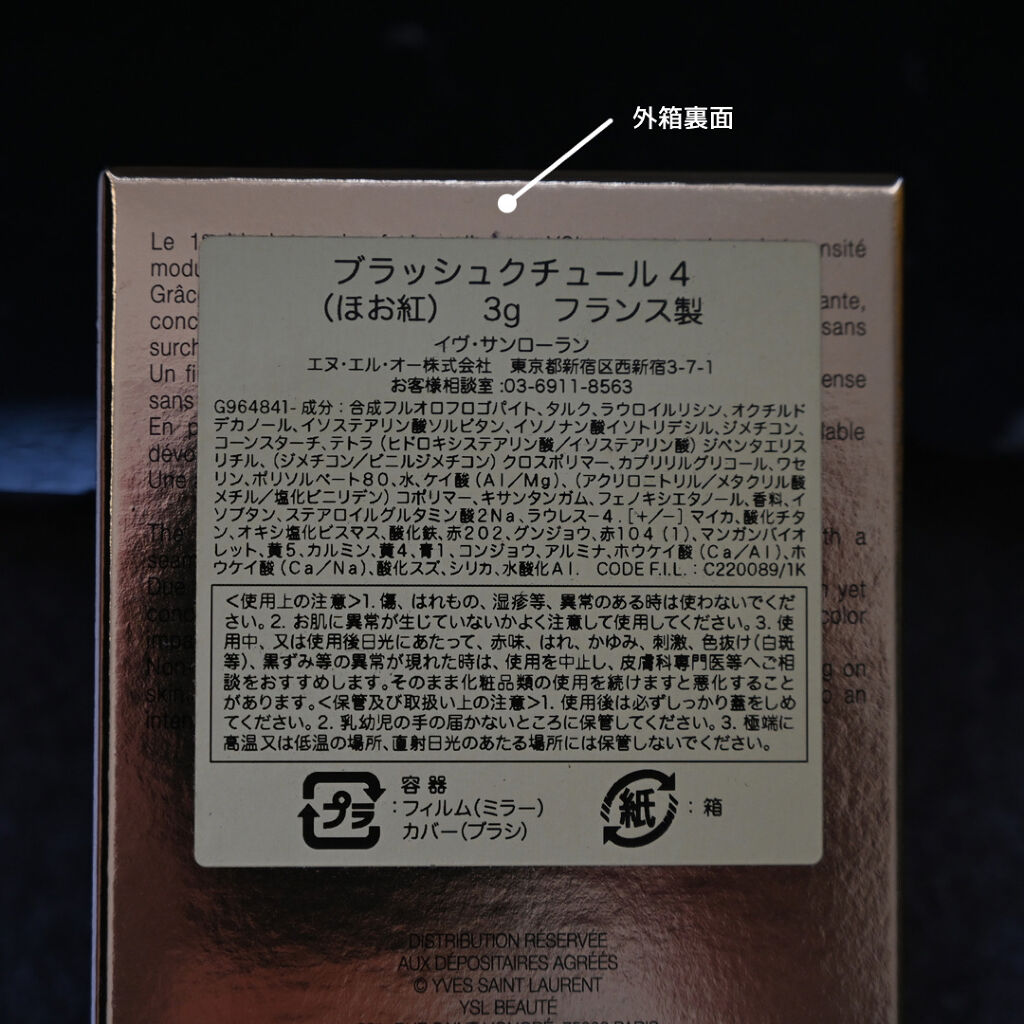 外箱裏面
Le 1
nsité
modu
Grâc
ante,
conc
sans
surch
Un fi
ense
sans
En p
lable
dévo
Une
The
th a
seam
Due
n yet
conc
color
impa
Non-
g on
skin
o an
inter
ブラッシュクチュール 4
(ほお紅) 3g フランス製
イヴ・サンローラン
エヌ・エル・オー株式会社 東京都新宿区西新宿3-7-1
お客様相談室:03-6911-8563
G964841- 成分：合成フルオロフロゴパイト、タルク、ラウロイルリシン、オクチルド
デカノール、イソステアリン酸ソルビタン、イソノナン酸イソトリデシル、ジメチコン、
コーンスターチ、テトラ（ヒドロキシステアリン酸／イソステアリン酸）ジペンタエリス
リチル、（ジメチコン／ビニルジメチコン）クロスポリマー、カプリリルグリコール、ワセ
リン、ポリソルベート80、水、ケイ酸（Al／Mg）、（アクリロニトリル／メタクリル酸
メチル／塩化ビニリデン）コポリマー、キサンタンガム、フェノキシエタノール、香料、イ
ソブタン、ステアロイルグルタミン酸2Na、ラウレス-4．[+／-] マイカ、酸化チタ
ン、オキシ塩化ビスマス、酸化鉄、赤202、グンジョウ、赤104（1）、マンガンバイオ
レット、黄5、カルミン、黄4、青1、コンジョウ、アルミナ、ホウケイ酸（Ca／Al）、ホ
ウケイ酸（Ca／Na）、酸化スズ、シリカ、水酸化Al. CODE F.I.L.：C220089/1K
＜使用上の注意＞1. 傷、はれもの、湿疹等、異常のある時は使わないでくだ
さい。2. お肌に異常が生じていないかよく注意して使用してください。3. 使
用中、又は使用後日光にあたって、赤味、はれ、かゆみ、刺激、色抜け（白斑
等）、黒ずみ等の異常が現れた時は、使用を中止し、皮膚科専門医等へご相
談をおすすめします。そのまま化粧品類の使用を続けますと悪化すること
があります。＜保管及び取扱い上の注意＞1. 使用後は必ずしっかり蓋をしめ
てください。2. 乳幼児の手の届かないところに保管してください。3. 極端に
高温又は低温の場所、直射日光のあたる場所には保管しないでください。
プラ
容器
：フィルム（ミラー）
カバー（ブラシ）
紙
：箱
DISTRIBUTION RÉSERVÉE
AUX DÉPOSITAIRES AGRÉÉS
© YVES SAINT LAURENT
YSL BEAUTÉ